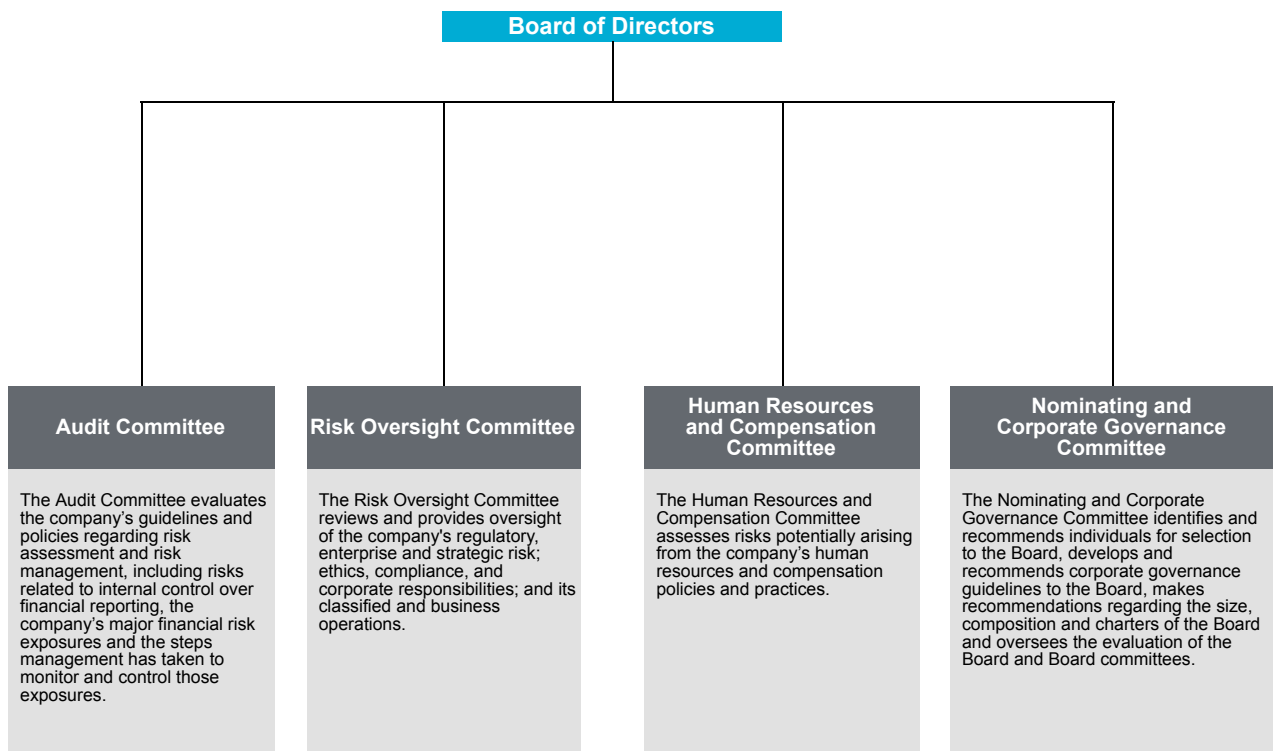 Board of Directors
Audit Committee
The Audit Committee evaluates
the company’s guidelines and
policies regarding risk
assessment and risk
management, including risks
related to internal control over
financial reporting, the
company’s major financial risk
exposures and the steps
management has taken to
monitor and control those
exposures.
Risk Oversight Committee
The Risk Oversight Committee
reviews and provides oversight
of the company's regulatory,
enterprise and strategic risk;
ethics, compliance, and
corporate responsibilities; and its
classified and business
operations.
Human Resources
and Compensation
Committee
The Human Resources and
Compensation Committee
assesses risks potentially arising
from the company’s human
resources and compensation
policies and practices.
Nominating and
Corporate Governance
Committee
The Nominating and Corporate
Governance Committee identifies and
recommends individuals for selection
to the Board, develops and
recommends corporate governance
guidelines to the Board, makes
recommendations regarding the size,
composition and charters of the Board
and oversees the evaluation of the
Board and Board committees.